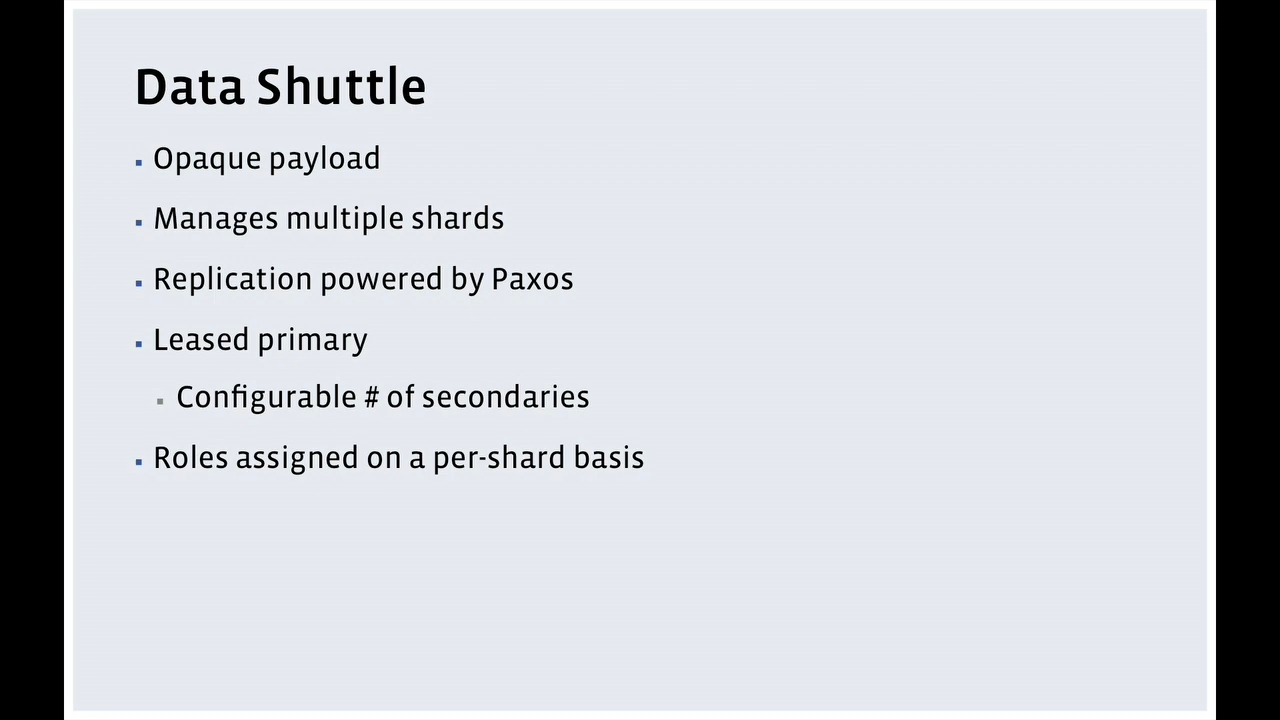 Data Shuttle
Opaque payload
Manages multiple shards
Replication powered by Paxos
Leased primary
Configurable # of secondaries
Roles assigned on a per-shard basis